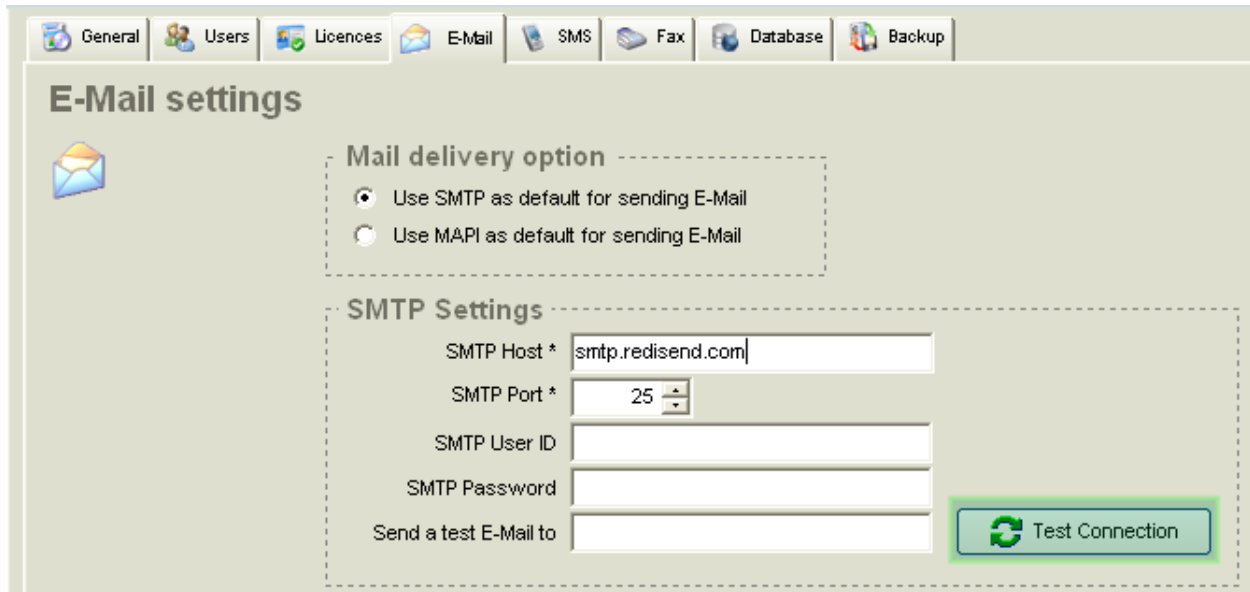 General Users Licences E-Mail SMS Fax Database Backup
E-Mail settings
Mail delivery option
Use SMTP as default for sending E-Mail
Use MAPI as default for sending E-Mail
SMTP Settings
SMTP Host * smtp.redisend.com
SMTP Port * 25
SMTP User ID
SMTP Password
Send a test E-Mail to Test Connection